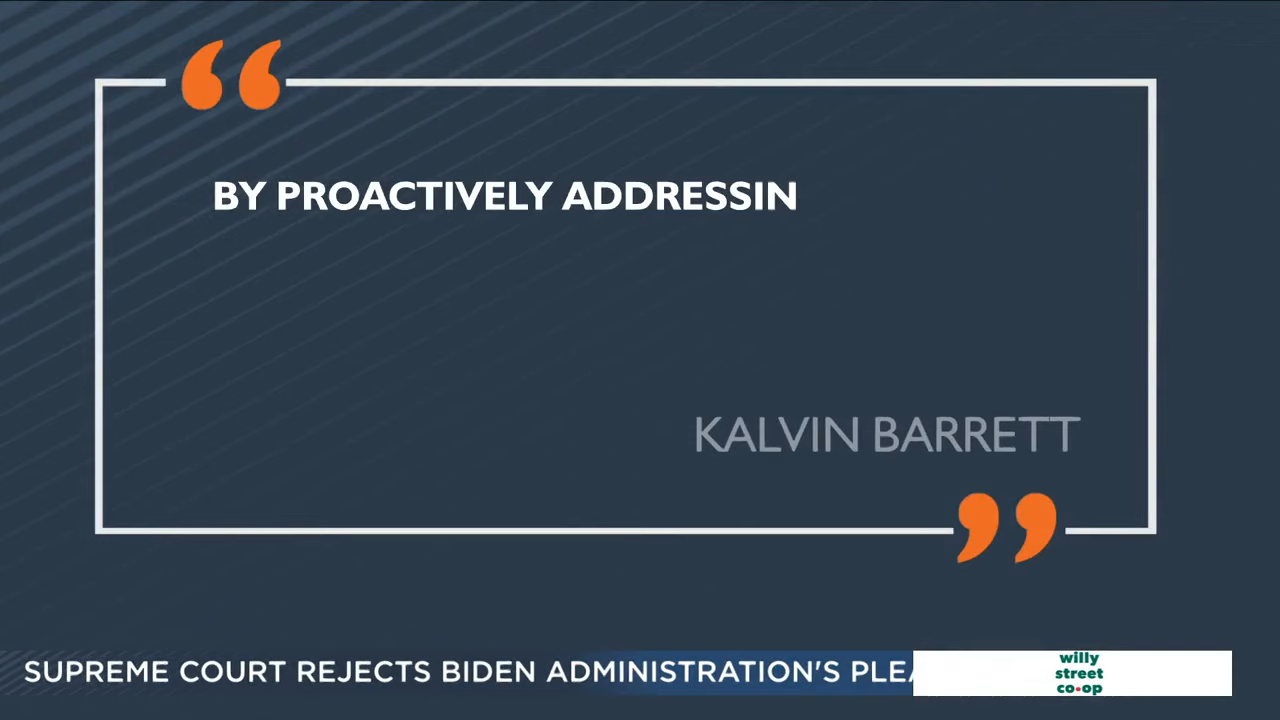 BY PROACTIVELY ADDRESSIN
KALVIN BARRETT
SUPREME COURT REJECTS BIDEN ADMINISTRATION'S PLEA
willy
street
co•op